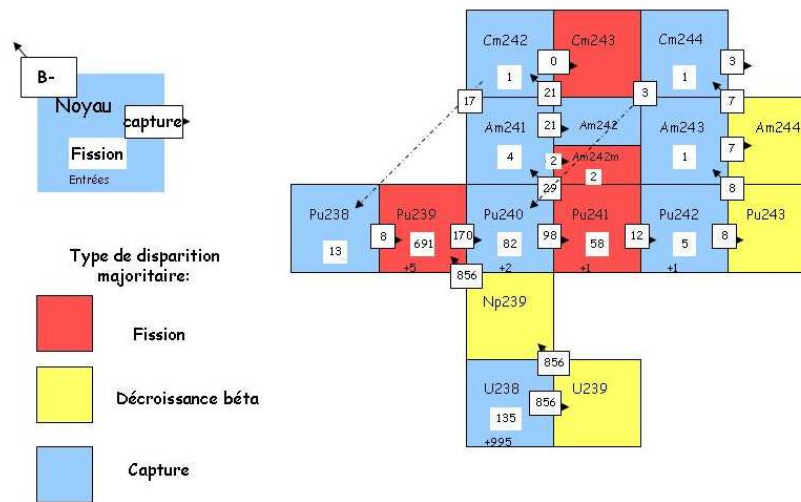 B-
Noyau
capture
Fission
Entrées
Type de disparition
majoritaire:
Fission
Décroissance béta
Capture
Cm242
Cm243
Cm244
1
0
1
3
17
21
3
7
Am241
Am242
Am243
Am244
21
4
1
7
2
Am242m
2
29
8
Pu238
Pu239
Pu240
Pu241
Pu242
Pu243
13
8
691
170
82
98
58
12
5
8
+5
+2
+1
+1
856
Np239
856
U238
U239
135
856
+995